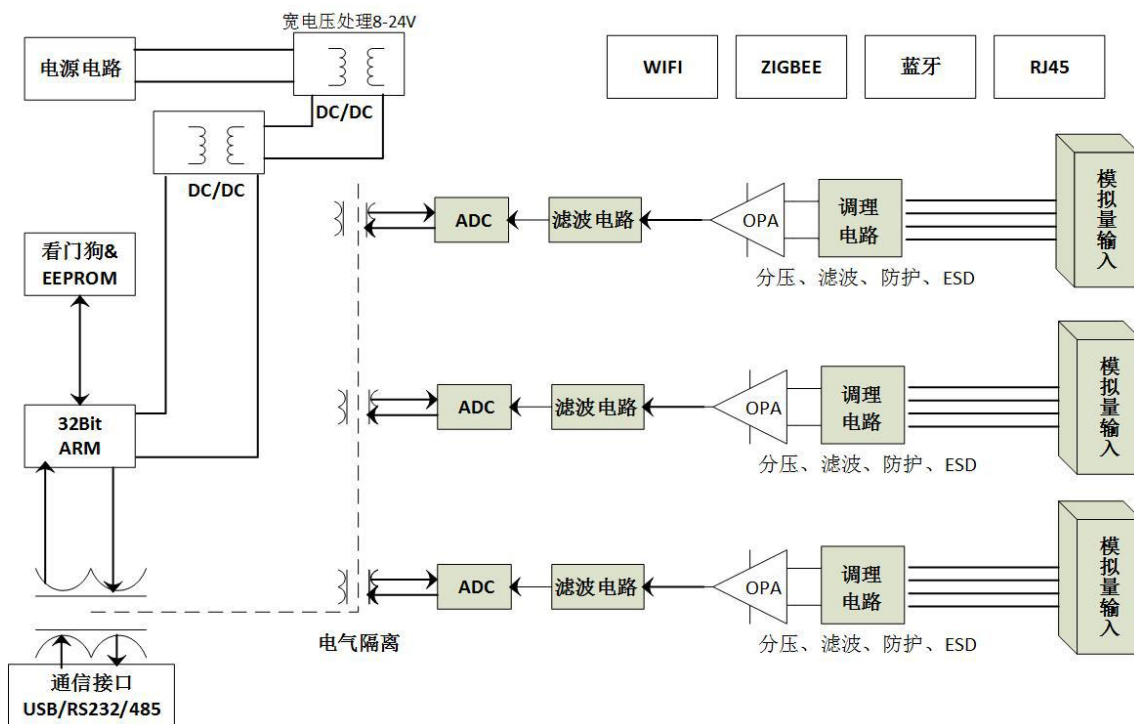 宽电压处理8-24V
电源电路
DC/DC
DC/DC
WIFI
ZIGBEE
蓝牙
RJ45
看门狗&
EEPROM
32Bit
ARM
ADC
滤波电路
OPA
调理
电路
模拟量输入
分压、滤波、防护、ESD
ADC
滤波电路
OPA
调理
电路
模拟量输入
分压、滤波、防护、ESD
ADC
滤波电路
OPA
调理
电路
模拟量输入
分压、滤波、防护、ESD
电气隔离
通信接口
USB/RS232/485